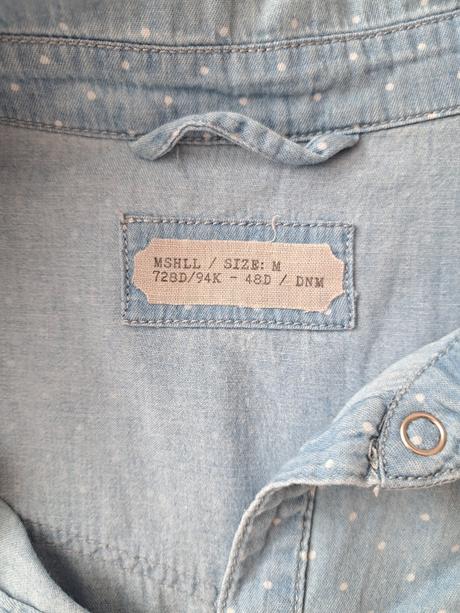 MSHLL / SIZE: M
728D/94K - 48D / DNM